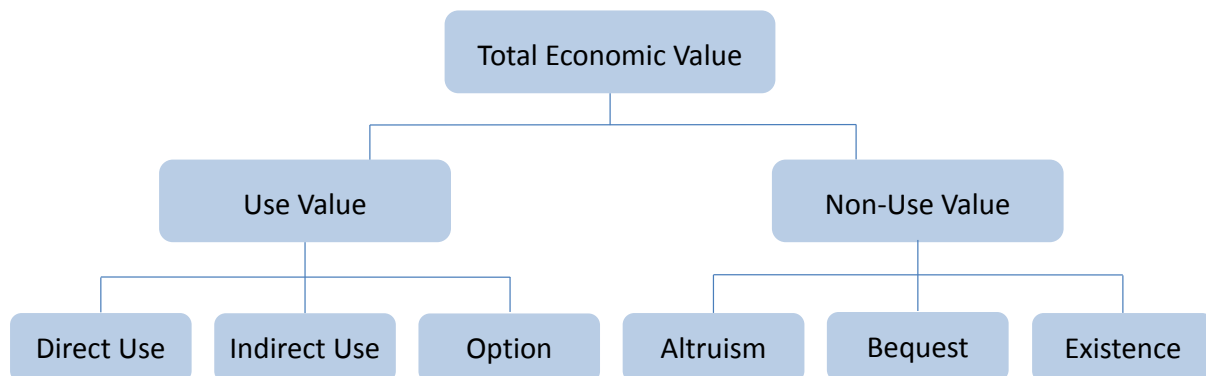 Total Economic Value
Use Value
Non-Use Value
Direct Use
Indirect Use
Option
Altruism
Bequest
Existence